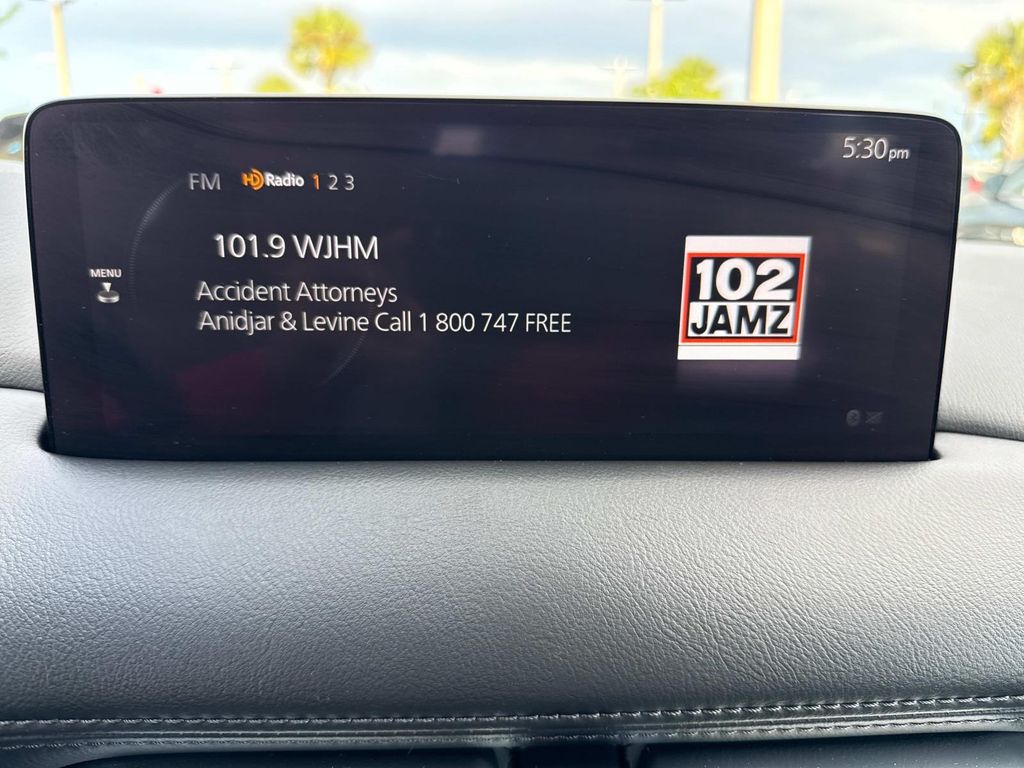 5:30pm
FM HD Radio 1 2 3
101.9 WJHM
MENU
Accident Attorneys
Anidjar & Levine Call 1 800 747 FREE
102
JAMZ